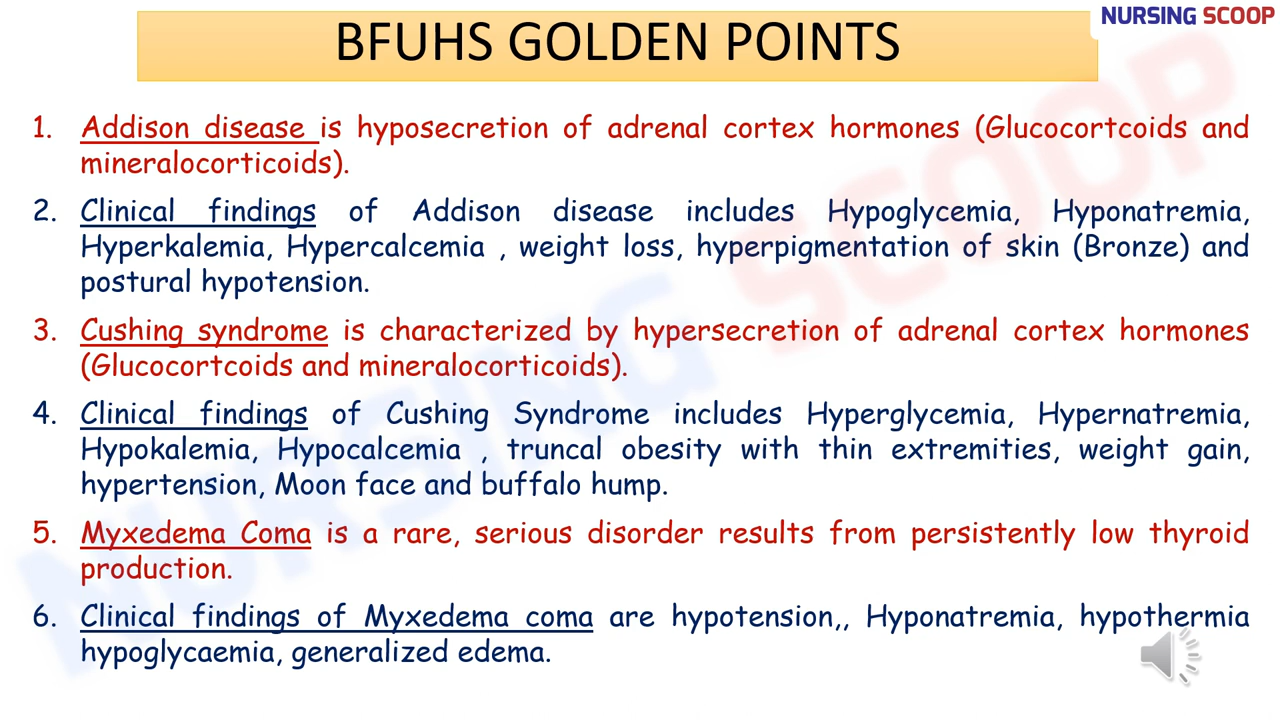 NURSING SCOOP
BFUHS GOLDEN POINTS
1. Addison disease is hyposecretion of adrenal cortex hormones (Glucocortcoids and
mineralocorticoids).
2. Clinical findings of Addison disease includes Hypoglycemia, Hyponatremia,
Hyperkalemia, Hypercalcemia , weight loss, hyperpigmentation of skin (Bronze) and
postural hypotension.
3. Cushing syndrome is characterized by hypersecretion of adrenal cortex hormones
(Glucocortcoids and mineralocorticoids).
4. Clinical findings of Cushing Syndrome includes Hyperglycemia, Hypernatremia,
Hypokalemia, Hypocalcemia , truncal obesity with thin extremities, weight gain,
hypertension, Moon face and buffalo hump.
5. Myxedema Coma is a rare, serious disorder results from persistently low thyroid
production.
6. Clinical findings of Myxedema coma are hypotension,, Hyponatremia, hypothermia
hypoglycaemia, generalized edema.
NURSING SCOOP